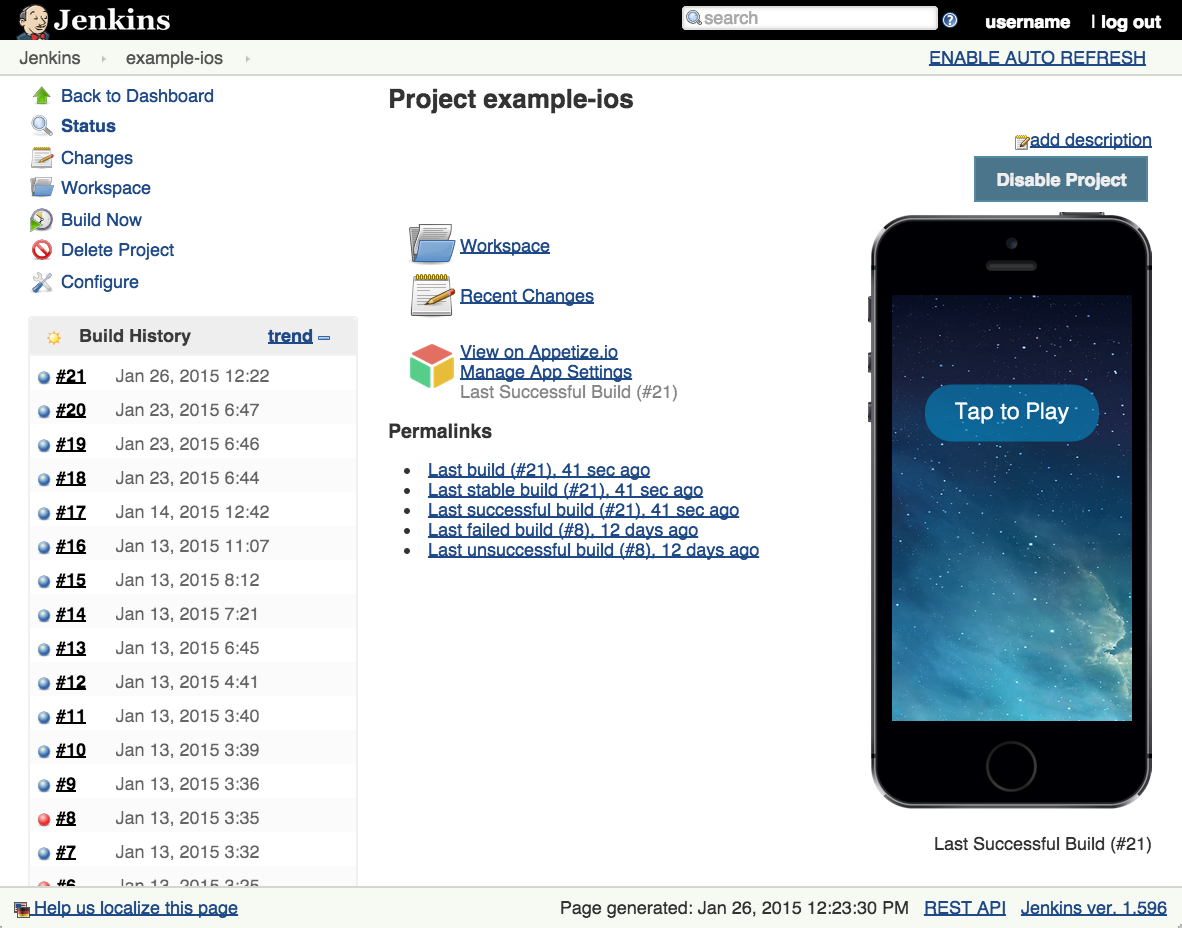 Jenkins
search
username | log out
Jenkins example-ios ENABLE AUTO REFRESH
Back to Dashboard
Status
Changes
Workspace
Build Now
Delete Project
Configure
Build History trend
#21 Jan 26, 2015 12:22
#20 Jan 23, 2015 6:47
#19 Jan 23, 2015 6:46
#18 Jan 23, 2015 6:44
#17 Jan 14, 2015 12:42
#16 Jan 13, 2015 11:07
#15 Jan 13, 2015 8:12
#14 Jan 13, 2015 7:21
#13 Jan 13, 2015 6:45
#12 Jan 13, 2015 4:41
#11 Jan 13, 2015 3:40
#10 Jan 13, 2015 3:39
#9 Jan 13, 2015 3:36
#8 Jan 13, 2015 3:35
#7 Jan 13, 2015 3:32
#6 Jan 13, 2015 3:25
Project example-ios
add description
Disable Project
Workspace
Recent Changes
View on Appetize.io
Manage App Settings
Last Successful Build (#21)
Permalinks
Last build (#21), 41 sec ago
Last stable build (#21), 41 sec ago
Last successful build (#21), 41 sec ago
Last failed build (#8), 12 days ago
Last unsuccessful build (#8), 12 days ago
Tap to Play
Last Successful Build (#21)
Help us localize this page
Page generated: Jan 26, 2015 12:23:30 PM REST API Jenkins ver. 1.596